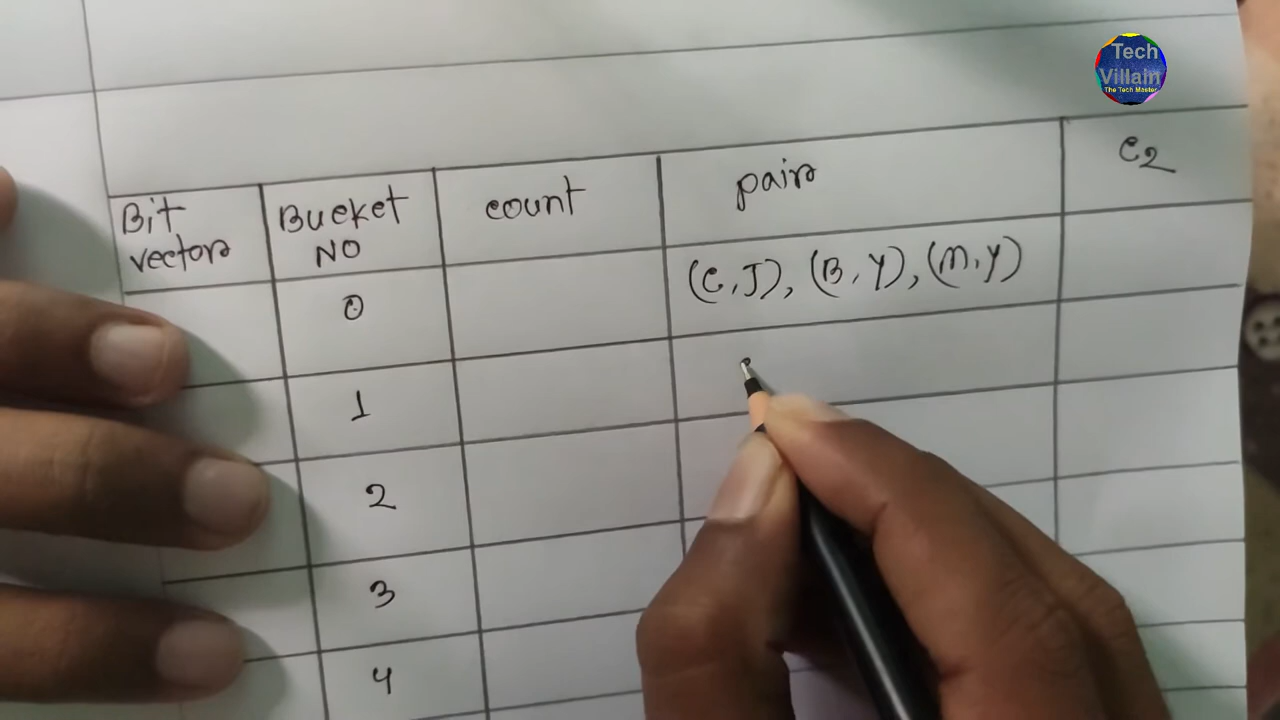 Tech
Villain
The Tech Master
Bit vector
Bucket NO
count
pair
C2
0
(C,J), (B,Y), (M,Y)
1
2
3
4